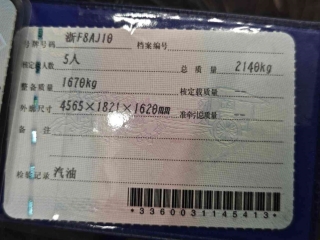 号牌号码 浙F8AJ10 档案编号
核定载人数 5人 总质量 2140kg
整备质量 1670kg 核定载质量 --
外廓尺寸 4565×1821×1620mm 准牵引总质量 --
备注
检验记录 汽油
*3360031145413*